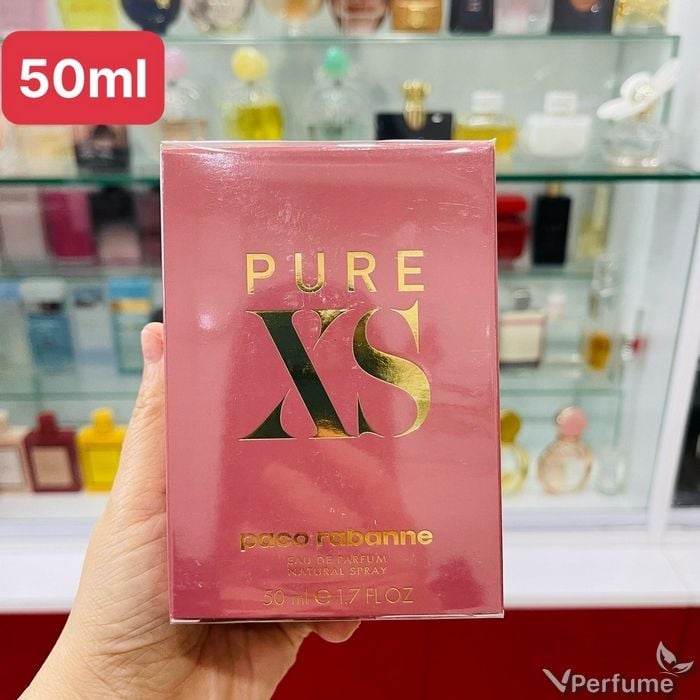 50ml
PURE
XS
paco rabanne
EAU DE PARFUM
NATURAL SPRAY
50 ml e 1.7 FL OZ
VPerfume